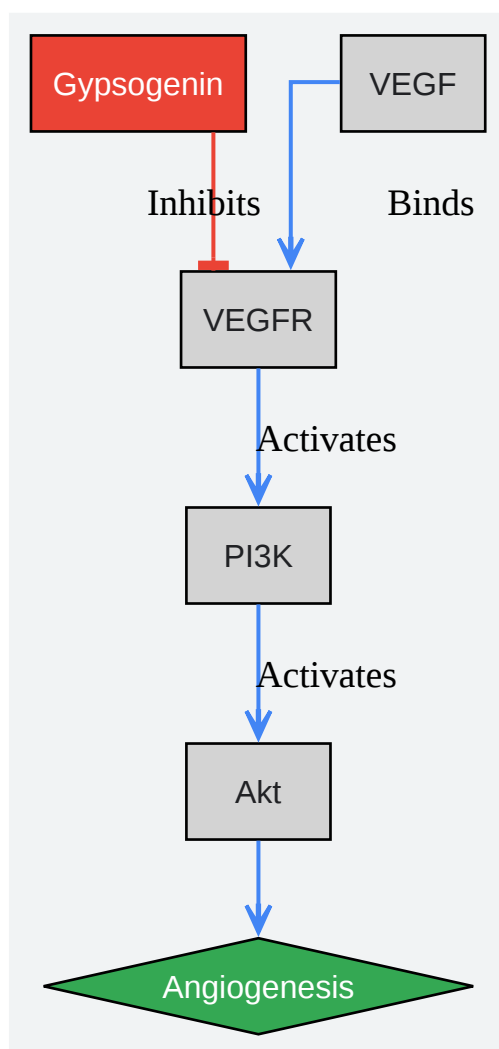 Gypsogenin
VEGF
Inhibits
Binds
VEGFR
Activates
PI3K
Activates
Akt
Angiogenesis